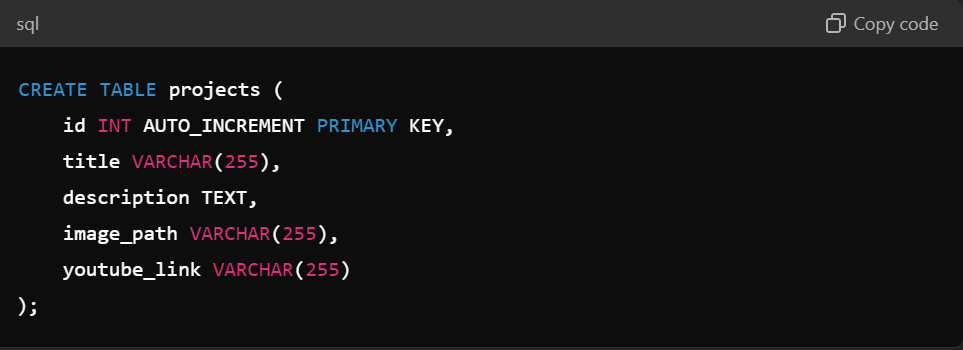 sql
Copy code
CREATE TABLE projects (
    id INT AUTO_INCREMENT PRIMARY KEY,
    title VARCHAR(255),
    description TEXT,
    image_path VARCHAR(255),
    youtube_link VARCHAR(255)
);